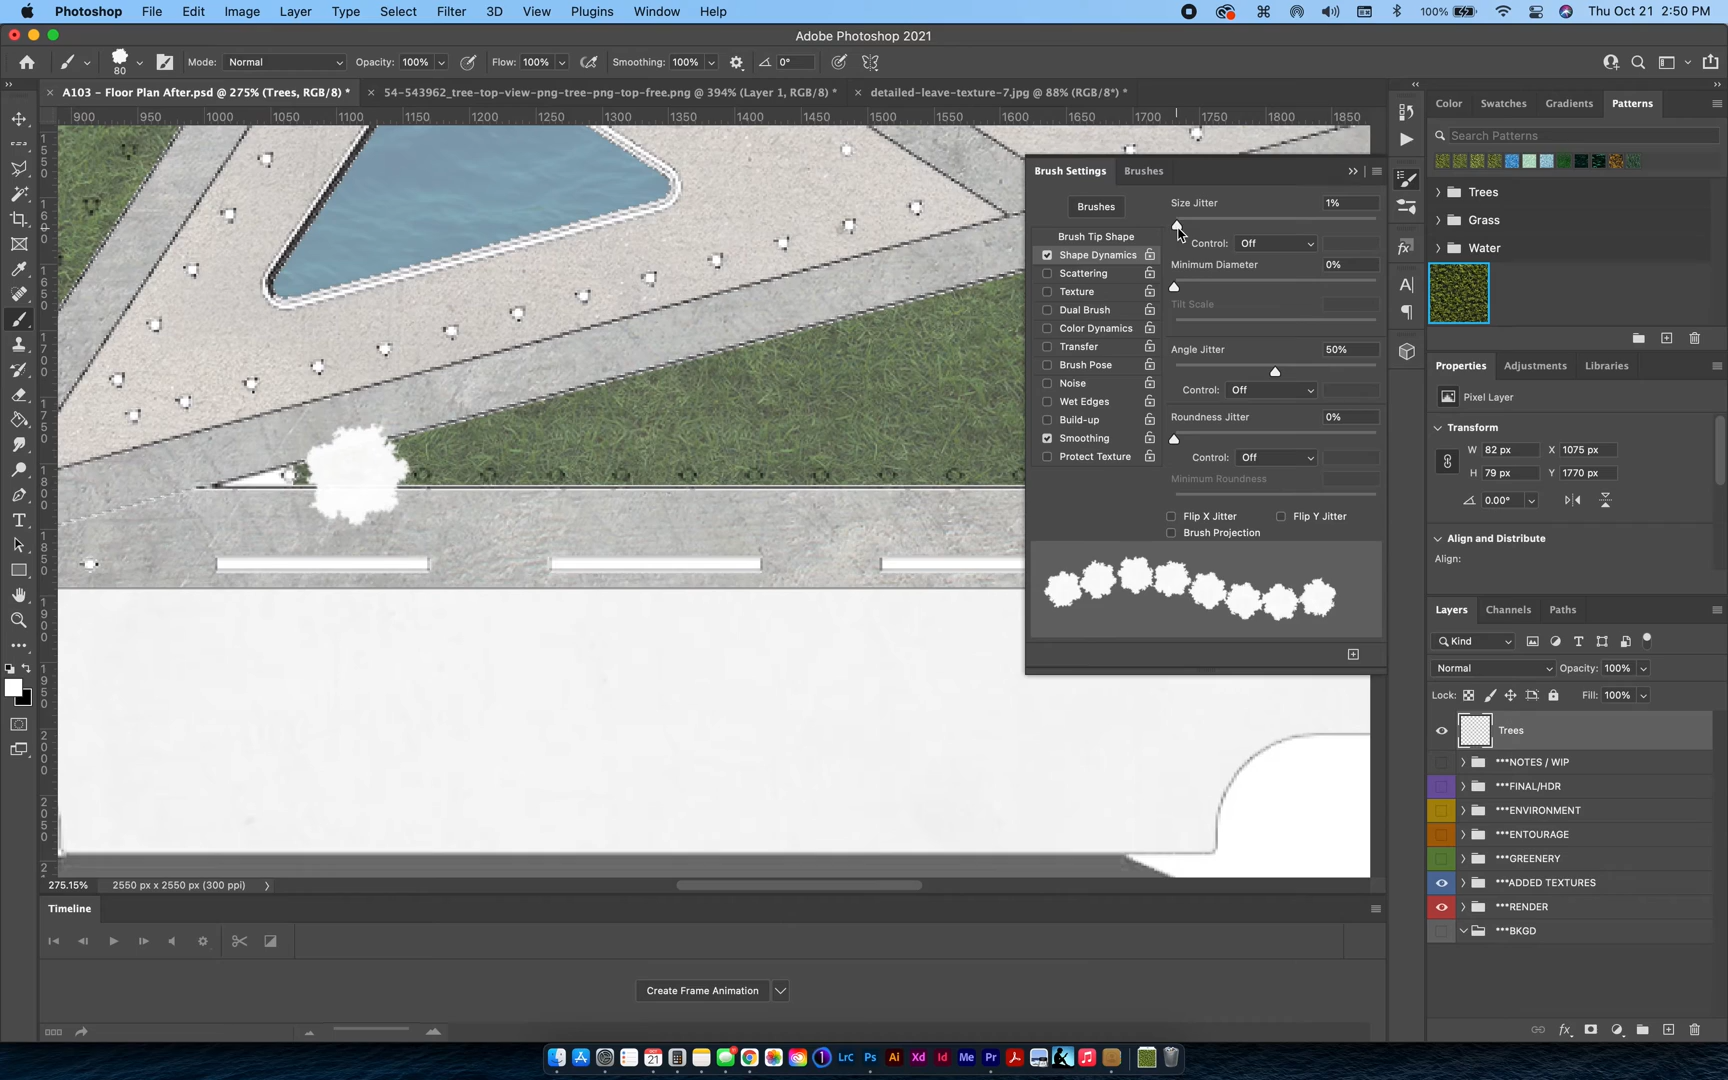 Photoshop File Edit Image Layer Type Select Filter 3D View Plugins Window Help 100% Thu Oct 21 2:50 PM
Adobe Photoshop 2021
80 Mode: Normal Opacity: 100% Flow: 100% Smoothing: 100% 0°
A103 – Floor Plan After.psd @ 275% (Trees, RGB/8) *
54-543962_tree-top-view-png-tree-png-top-free.png @ 394% (Layer 1, RGB/8) *
detailed-leave-texture-7.jpg @ 88% (RGB/8*) *
900 950 1000 1050 1100 1150 1200 1250 1300 1350 1400 1450 1500 1550 1600 1650 1700 1750 1800 1850
Brush Settings Brushes
Brushes
Brush Tip Shape
Shape Dynamics
Scattering
Texture
Dual Brush
Color Dynamics
Transfer
Brush Pose
Noise
Wet Edges
Build-up
Smoothing
Protect Texture
Size Jitter 1%
Control: Off
Minimum Diameter 0%
Tilt Scale
Angle Jitter 50%
Control: Off
Roundness Jitter 0%
Control: Off
Minimum Roundness
Flip X Jitter Flip Y Jitter
Brush Projection
Color Swatches Gradients Patterns
Search Patterns
Trees
Grass
Water
Properties Adjustments Libraries
Pixel Layer
Transform
W 82 px X 1075 px
H 79 px Y 1770 px
0.00°
Align and Distribute
Align:
Layers Channels Paths
Kind
Normal Opacity: 100%
Lock: Fill: 100%
Trees
***NOTES / WIP
***FINAL/HDR
***ENVIRONMENT
***ENTOURAGE
***GREENERY
***ADDED TEXTURES
***RENDER
***BKGD
275.15% 2550 px x 2550 px (300 ppi)
Timeline
Create Frame Animation
OCT
21
LrC Ps Ai Xd Id Me Pr